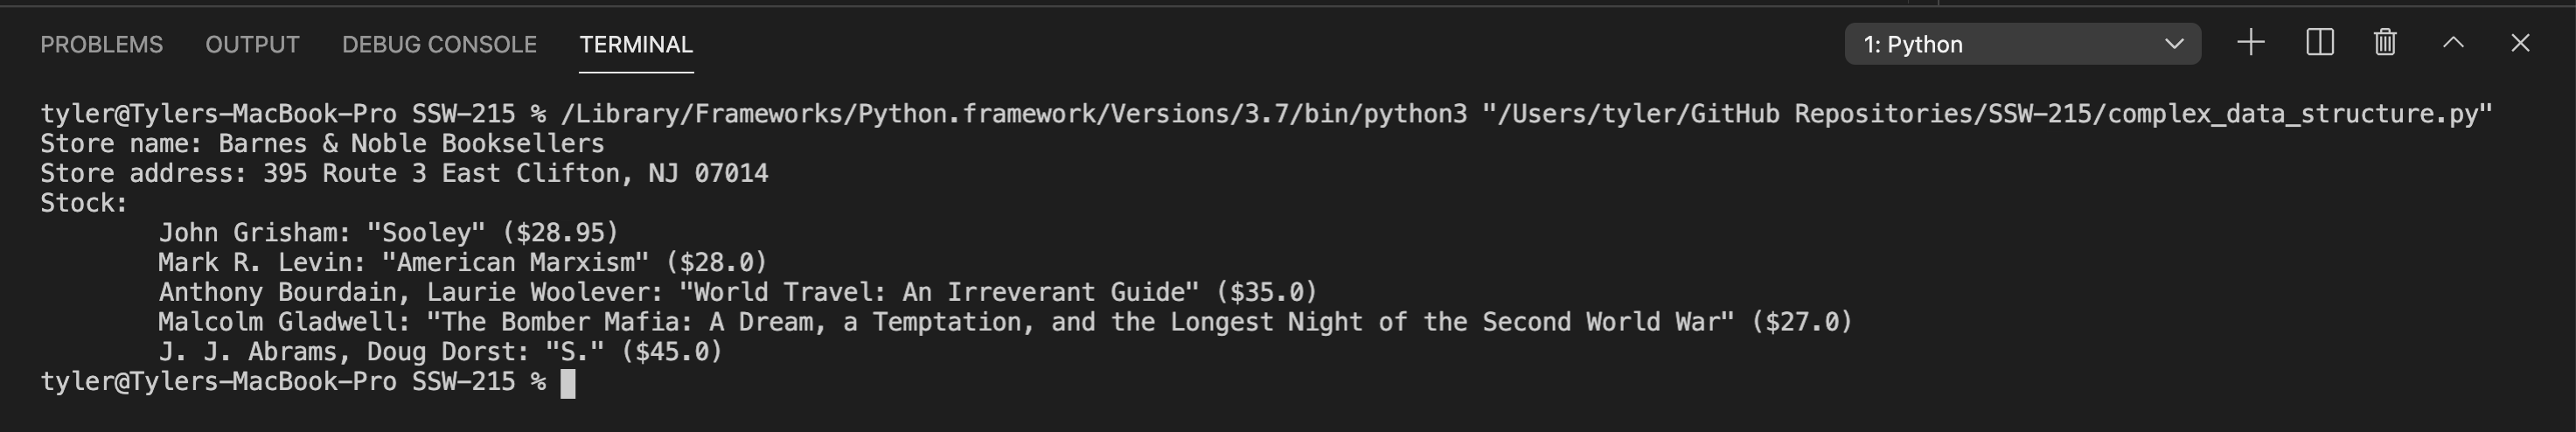 PROBLEMS OUTPUT DEBUG CONSOLE TERMINAL 1: Python
tyler@Tylers-MacBook-Pro SSW-215 % /Library/Frameworks/Python.framework/Versions/3.7/bin/python3 "/Users/tyler/GitHub Repositories/SSW-215/complex_data_structure.py"
Store name: Barnes & Noble Booksellers
Store address: 395 Route 3 East Clifton, NJ 07014
Stock:
John Grisham: "Sooley" ($28.95)
Mark R. Levin: "American Marxism" ($28.0)
Anthony Bourdain, Laurie Woolever: "World Travel: An Irreverant Guide" ($35.0)
Malcolm Gladwell: "The Bomber Mafia: A Dream, a Temptation, and the Longest Night of the Second World War" ($27.0)
J. J. Abrams, Doug Dorst: "S." ($45.0)
tyler@Tylers-MacBook-Pro SSW-215 %